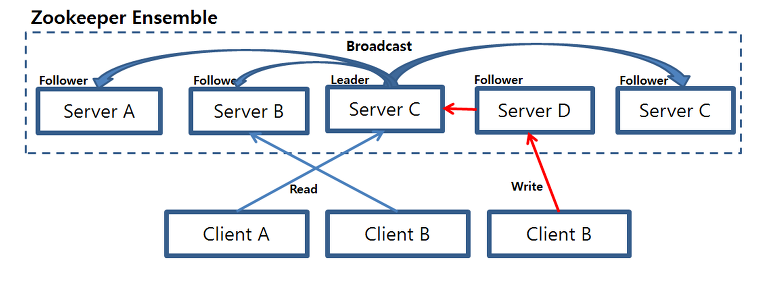 Zookeeper Ensemble
Broadcast
Follower
Followe
Leader
Follower
Follower
Server A
Server B
Server C
Server D
Server C
Read
Write
Client A
Client B
Client B